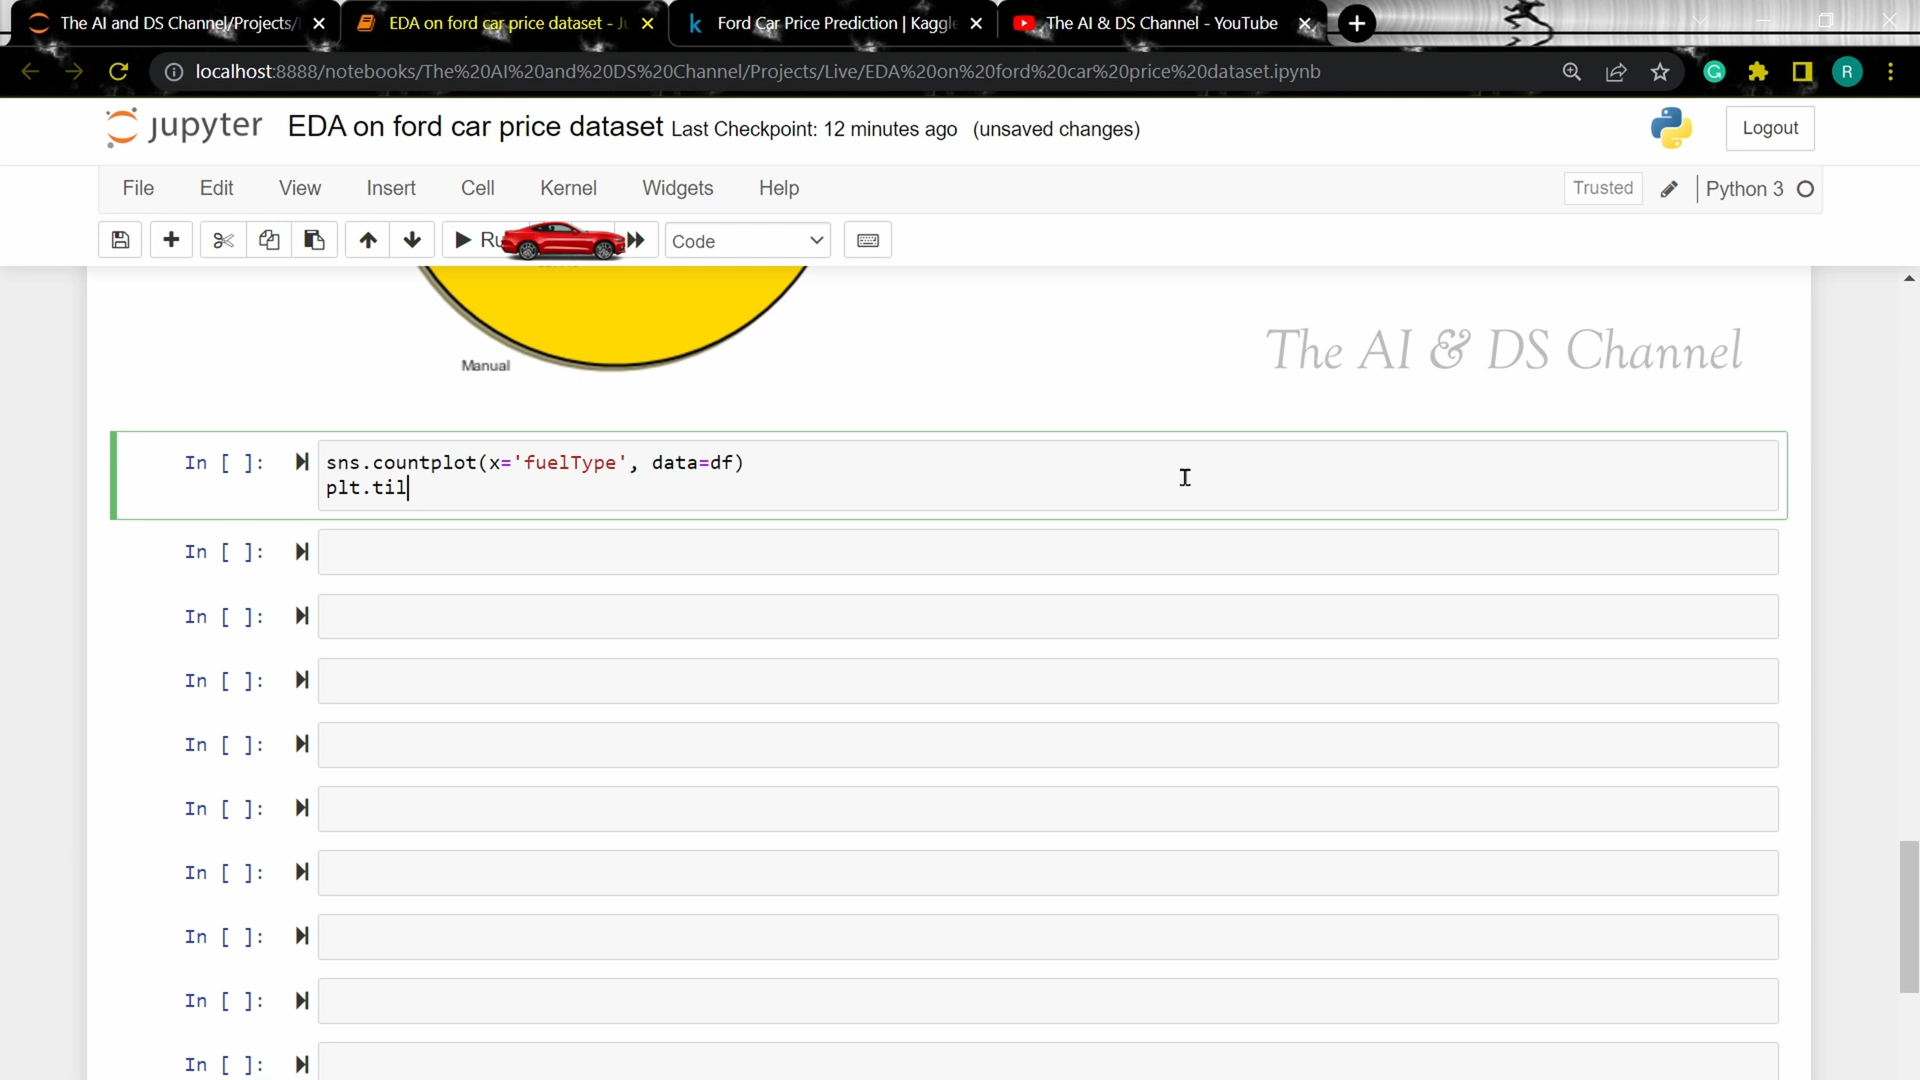 The AI and DS Channel/Projects/
EDA on ford car price dataset - Ju
Ford Car Price Prediction | Kaggle
The AI & DS Channel - YouTube
localhost:8888/notebooks/The%20AI%20and%20DS%20Channel/Projects/Live/EDA%20on%20ford%20car%20price%20dataset.ipynb
G
R
jupyter
EDA on ford car price dataset Last Checkpoint: 12 minutes ago (unsaved changes)
Logout
File Edit View Insert Cell Kernel Widgets Help
Trusted
Python 3
Ru
Code
The AI & DS Channel
Manual
In [ ]: sns.countplot(x='fuelType', data=df)
plt.til
In [ ]:
In [ ]:
In [ ]:
In [ ]:
In [ ]:
In [ ]:
In [ ]:
In [ ]:
In [ ]: